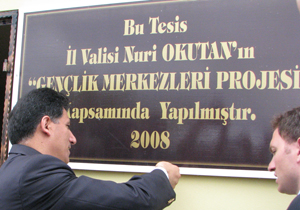 Bu Tesis
İl Valisi Nuri OKUTAN'ın
"GENÇLİK MERKEZLERİ PROJESİ
Kapsamında Yapılmıştır.
2008